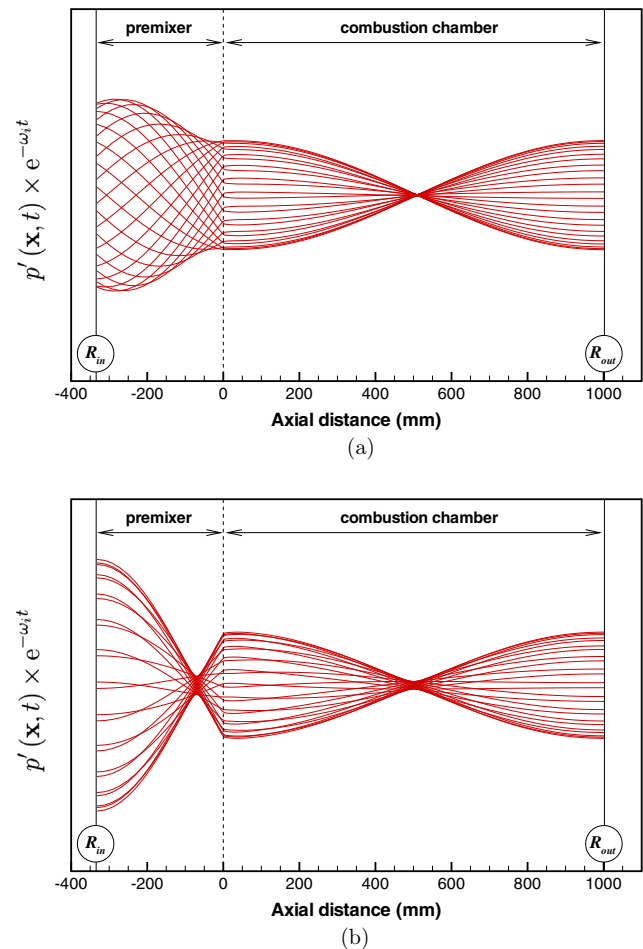 premixer combustion chamber
p′ (x, t) × e^{−ω_i t}
R_in R_out
-400 -200 0 200 400 600 800 1000
Axial distance (mm)
(a)
premixer combustion chamber
p′ (x, t) × e^{−ω_i t}
R_in R_out
-400 -200 0 200 400 600 800 1000
Axial distance (mm)
(b)